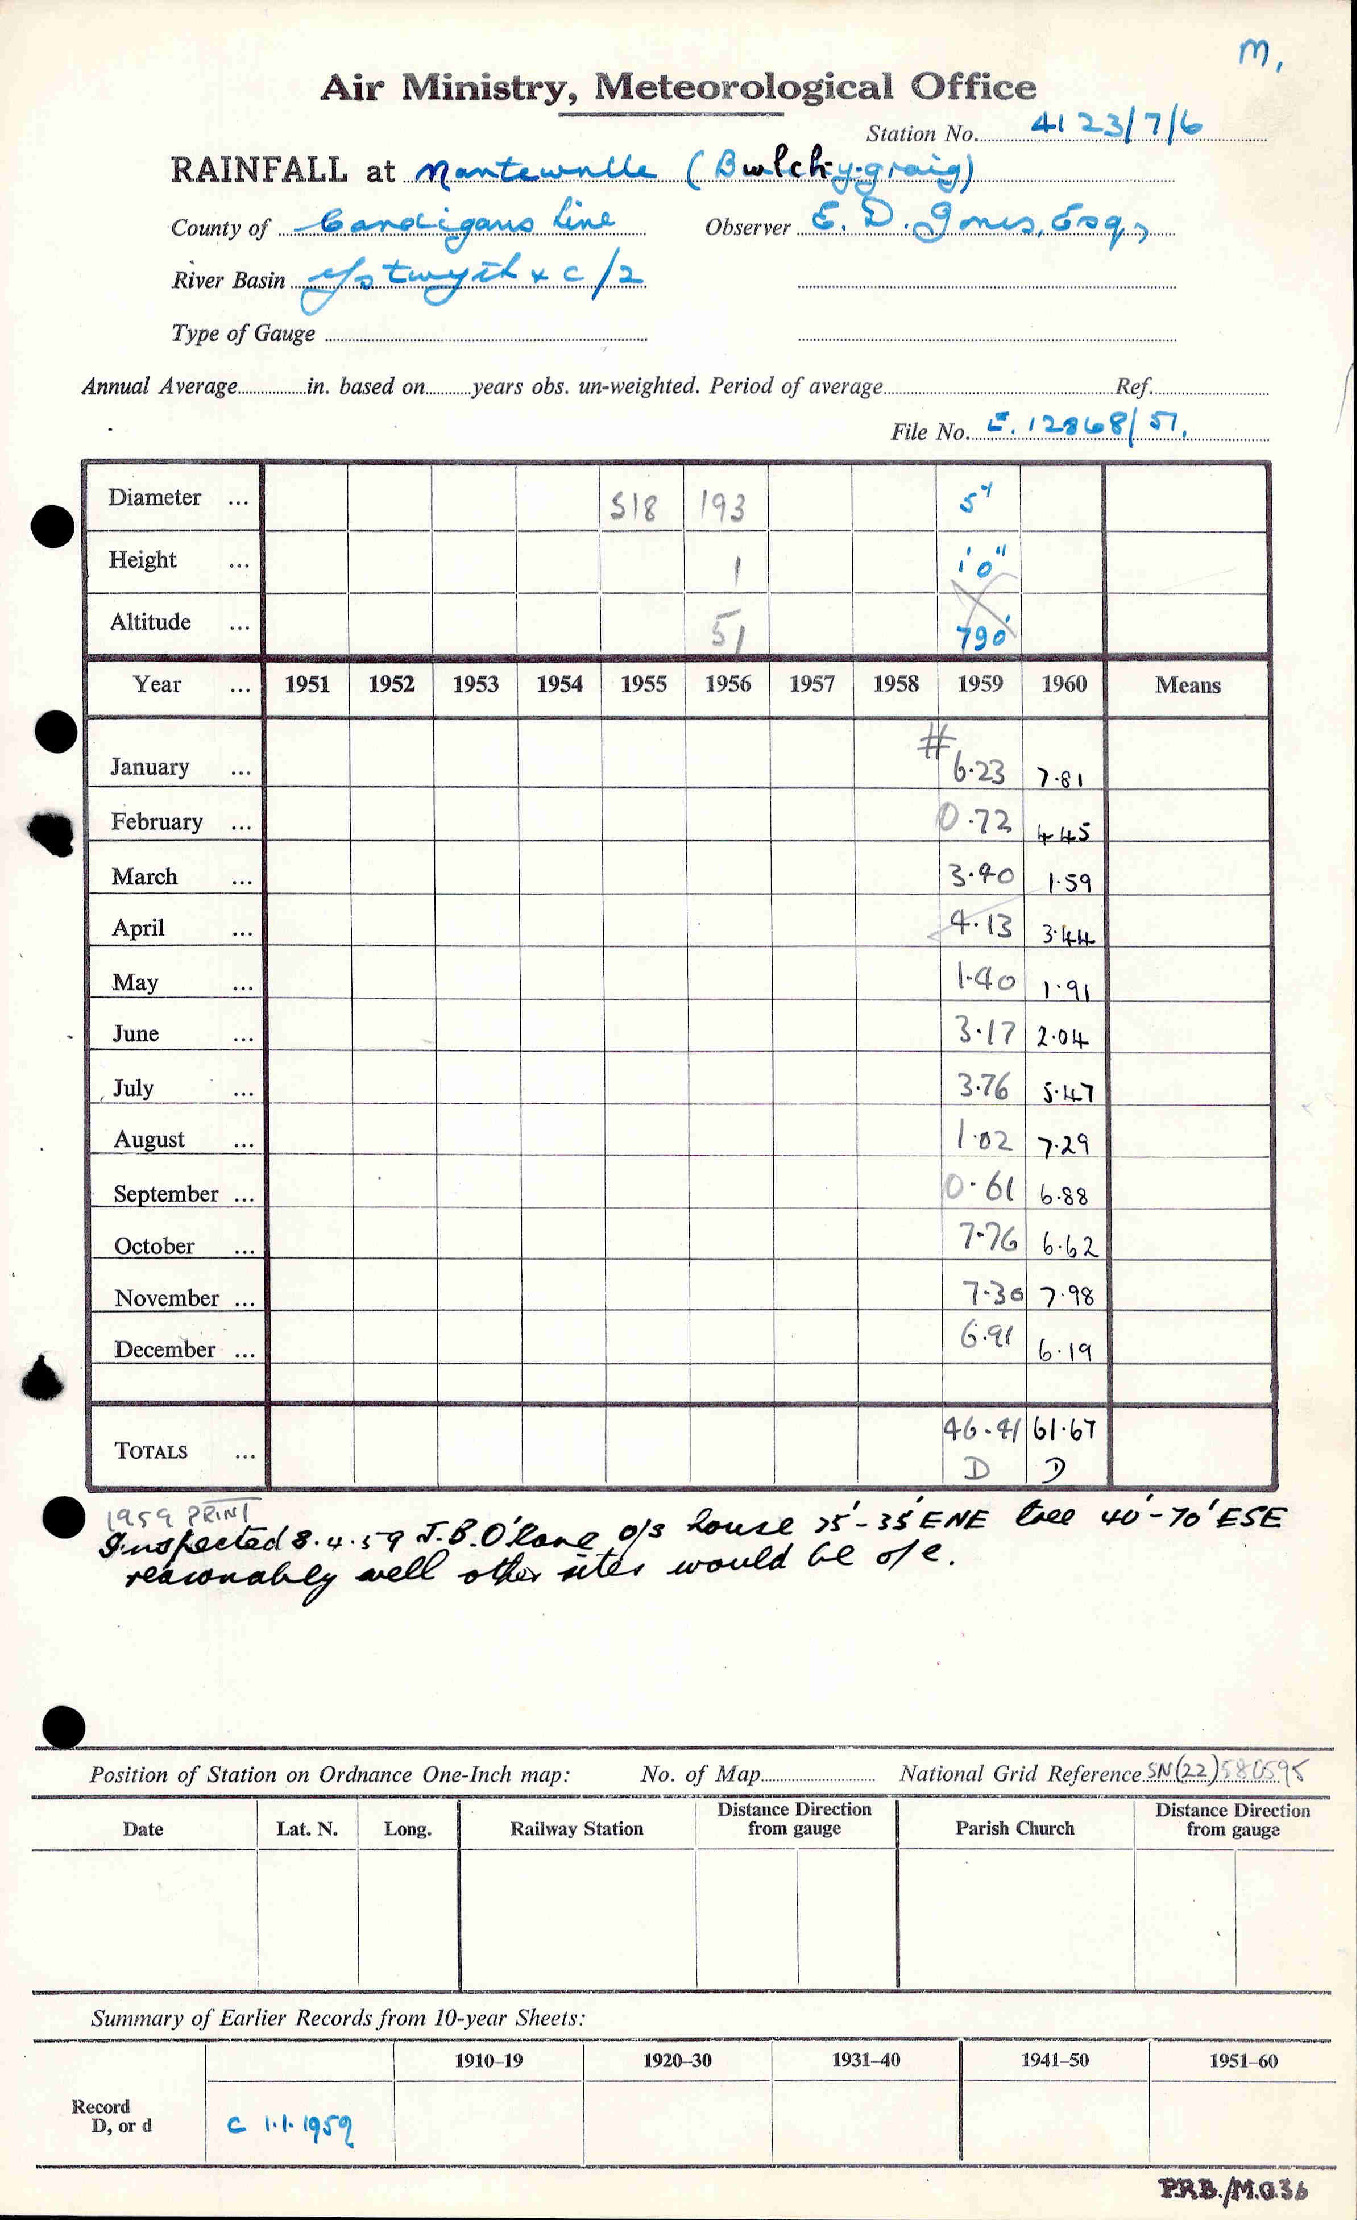 M.
Air Ministry, Meteorological Office
Station No. 4123/7/6
RAINFALL at Nantewnlle (Bwlch-y-graig)
County of Cardigans hire Observer E. D. Jones, Esq.,
River Basin Ystwyth & C/2
Type of Gauge
Annual Average in. based on years obs. un-weighted. Period of average Ref.
File No. E. 12868/51.
Diameter ... 518 193 5"
Height ... 1 1'0"
Altitude ... 51 790'
Year ... 1951 1952 1953 1954 1955 1956 1957 1958 1959 1960 Means
#
January ... 6.23 7.81
February ... 0.72 4.45
March ... 3.40 1.59
April ... 4.13 3.44
May ... 1.40 1.91
June ... 3.17 2.04
July ... 3.76 5.47
August ... 1.02 7.29
September ... 0.61 6.88
October ... 7.76 6.62
November ... 7.30 7.98
December ... 6.91 6.19
TOTALS ... 46.41 61.67
D D
1959 PRINT
Inspected 8.4.59 J.B.O'Kane o/s house 25'-35' ENE tree 40'-70' ESE
reasonably well other sites would be o/e.
Position of Station on Ordnance One-Inch map: No. of Map National Grid Reference SN(22)580595
Date Lat. N. Long. Railway Station Distance Direction from gauge Parish Church Distance Direction from gauge
Summary of Earlier Records from 10-year Sheets:
1910-19 1920-30 1931-40 1941-50 1951-60
Record
D, or d C 1.1.1959
P.R.B./M.O.36